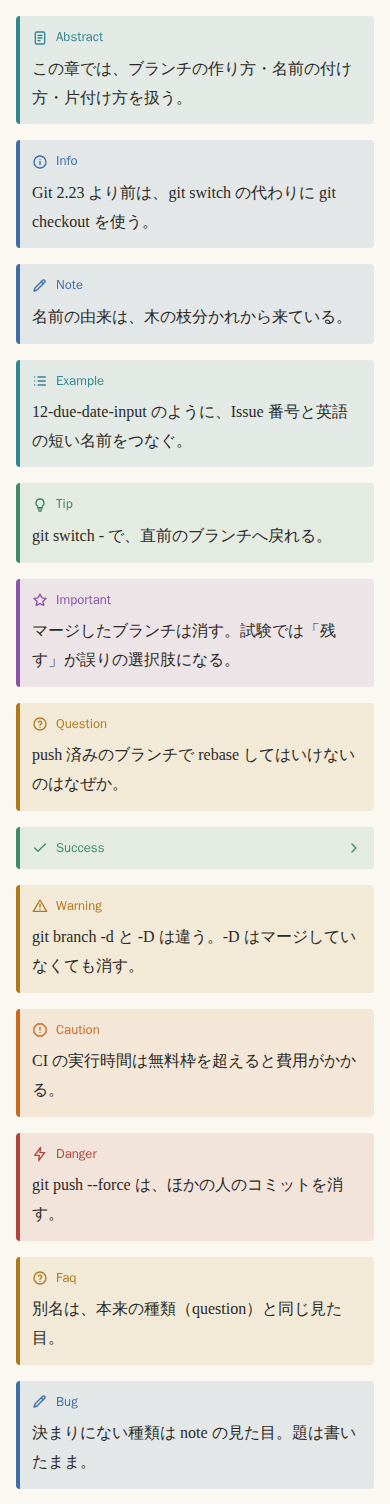 Abstract
この章では、ブランチの作り方・名前の付け
方・片付け方を扱う。
Info
Git 2.23 より前は、git switch の代わりに git
checkout を使う。
Note
名前の由来は、木の枝分かれから来ている。
Example
12-due-date-input のように、Issue 番号と英語
の短い名前をつなぐ。
Tip
git switch - で、直前のブランチへ戻れる。
Important
マージしたブランチは消す。試験では「残
す」が誤りの選択肢になる。
Question
push 済みのブランチで rebase してはいけない
のはなぜか。
Success
Warning
git branch -d と -D は違う。-D はマージしてい
なくても消す。
Caution
CI の実行時間は無料枠を超えると費用がかか
る。
Danger
git push --force は、ほかの人のコミットを消
す。
Faq
別名は、本来の種類（question）と同じ見た
目。
Bug
決まりにない種類は note の見た目。題は書い
たまま。